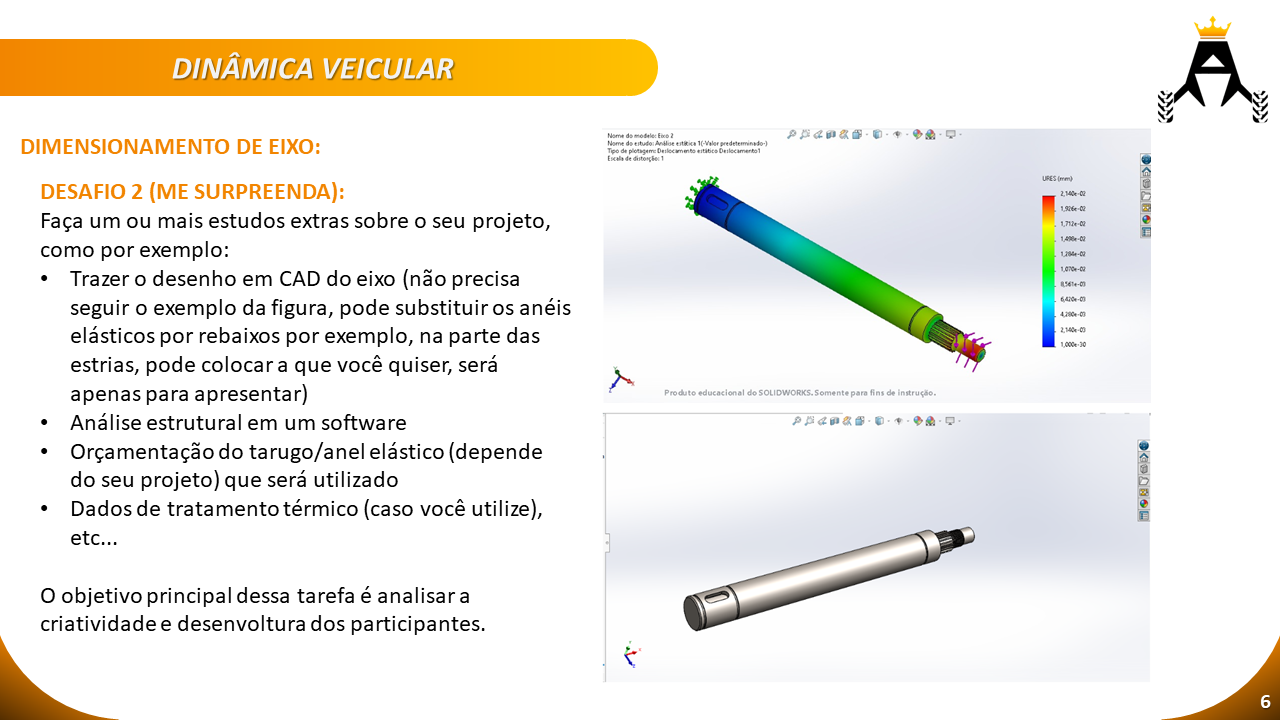 DINÂMICA VEICULAR
DIMENSIONAMENTO DE EIXO:
DESAFIO 2 (ME SURPREENDA):
Faça um ou mais estudos extras sobre o seu projeto,
como por exemplo:
• Trazer o desenho em CAD do eixo (não precisa
seguir o exemplo da figura, pode substituir os anéis
elásticos por rebaixos por exemplo, na parte das
estrias, pode colocar a que você quiser, será
apenas para apresentar)
• Análise estrutural em um software
• Orçamentação do tarugo/anel elástico (depende
do seu projeto) que será utilizado
• Dados de tratamento térmico (caso você utilize),
etc...
O objetivo principal dessa tarefa é analisar a
criatividade e desenvoltura dos participantes.
Nome do modelo: Eixo 2
Nome do estudo: Análise estática 1(-Valor predeterminado-)
Tipo de plotagem: Deslocamento estático Deslocamento1
Escala de distorção: 1
URES (mm)
2,140e-02
1,926e-02
1,712e-02
1,498e-02
1,284e-02
1,070e-02
8,561e-03
6,420e-03
4,280e-03
2,140e-03
1,000e-30
Produto educacional do SOLIDWORKS. Somente para fins de instrução.
6